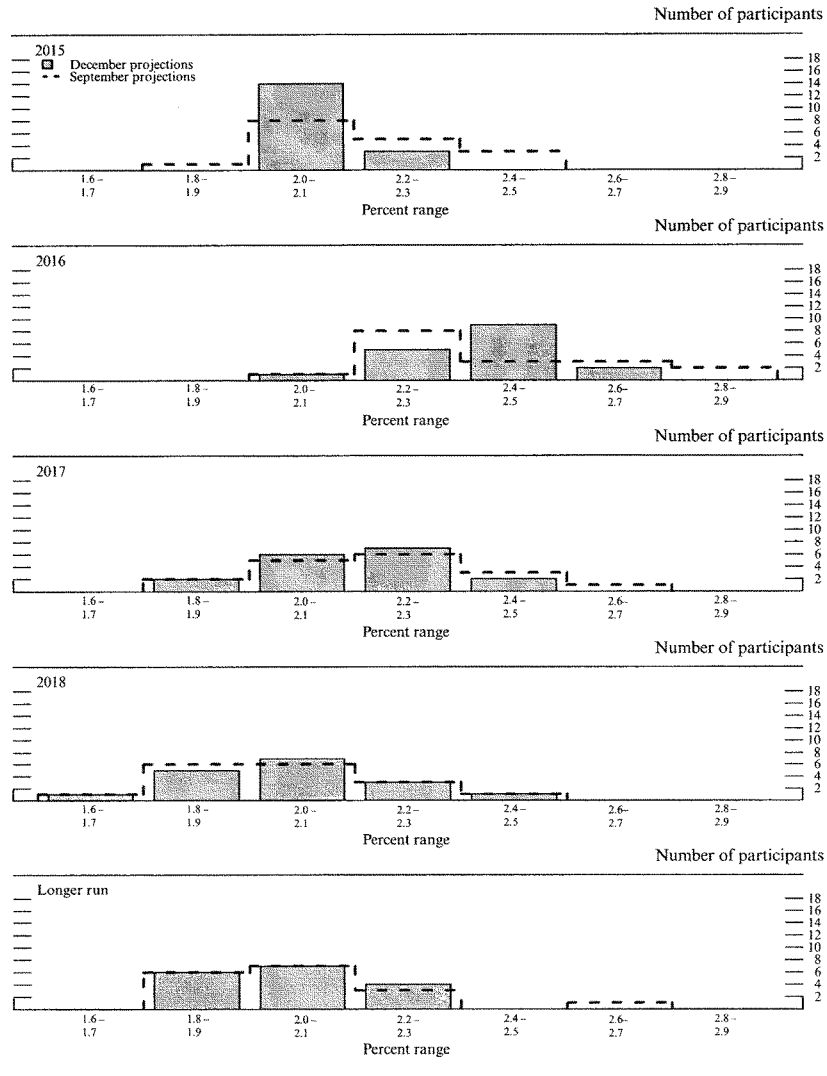 Number of participants
2015
December projections
September projections
18
16
14
12
10
8
6
4
2
1.6 – 1.8 – 2.0 – 2.2 – 2.4 – 2.6– 2.8 –
1.7 1.9 2.1 2.3 2.5 2.7 2.9
Percent range
Number of participants
2016
18
16
14
12
10
8
6
4
2
1.6 – 1.8 – 2.0 – 2.2 – 2.4 – 2.6– 2.8 –
1.7 1.9 2.1 2.3 2.5 2.7 2.9
Percent range
Number of participants
2017
18
16
14
12
10
8
6
4
2
1.6 – 1.8 – 2.0 – 2.2 – 2.4 – 2.6– 2.8 –
1.7 1.9 2.1 2.3 2.5 2.7 2.9
Percent range
Number of participants
2018
18
16
14
12
10
8
6
4
2
1.6 – 1.8 – 2.0 – 2.2 – 2.4 – 2.6– 2.8 –
1.7 1.9 2.1 2.3 2.5 2.7 2.9
Percent range
Number of participants
Longer run
18
16
14
12
10
8
6
4
2
1.6 – 1.8 – 2.0 – 2.2 – 2.4 – 2.6– 2.8 –
1.7 1.9 2.1 2.3 2.5 2.7 2.9
Percent range